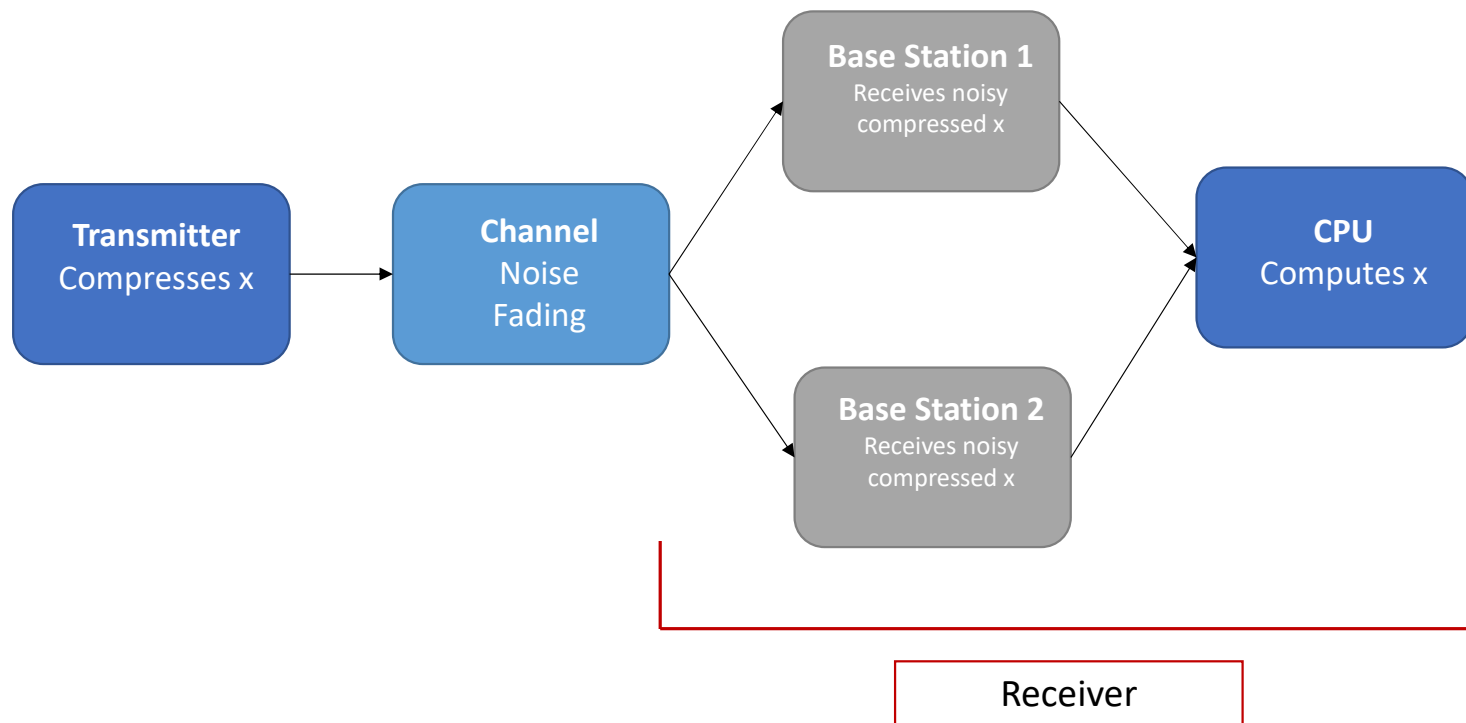 Transmitter
Compresses x
Channel
Noise
Fading
Base Station 1
Receives noisy
compressed x
Base Station 2
Receives noisy
compressed x
CPU
Computes x
Receiver